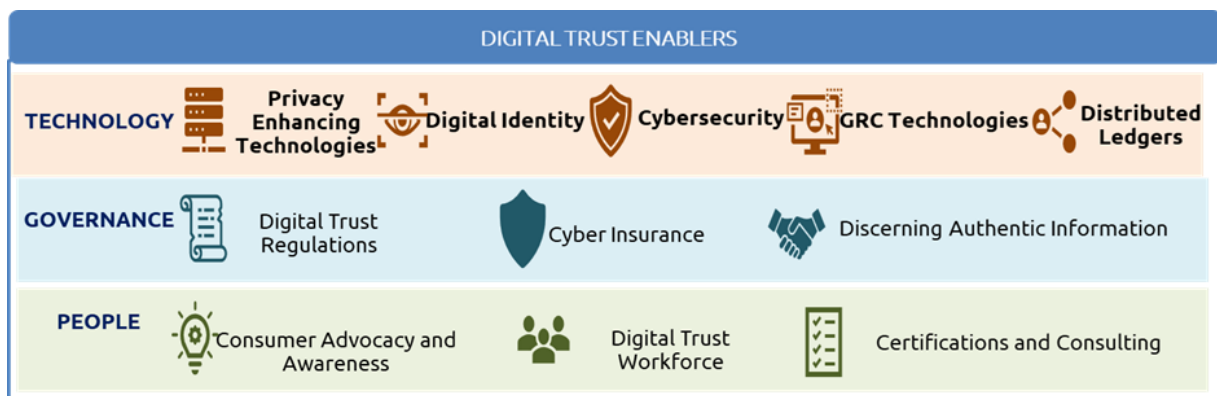 DIGITAL TRUST ENABLERS
TECHNOLOGY
Privacy
Enhancing
Technologies
Digital Identity
Cybersecurity
GRC Technologies
Distributed
Ledgers
GOVERNANCE
Digital Trust
Regulations
Cyber Insurance
Discerning Authentic Information
PEOPLE
Consumer Advocacy and
Awareness
Digital Trust
Workforce
Certifications and Consulting